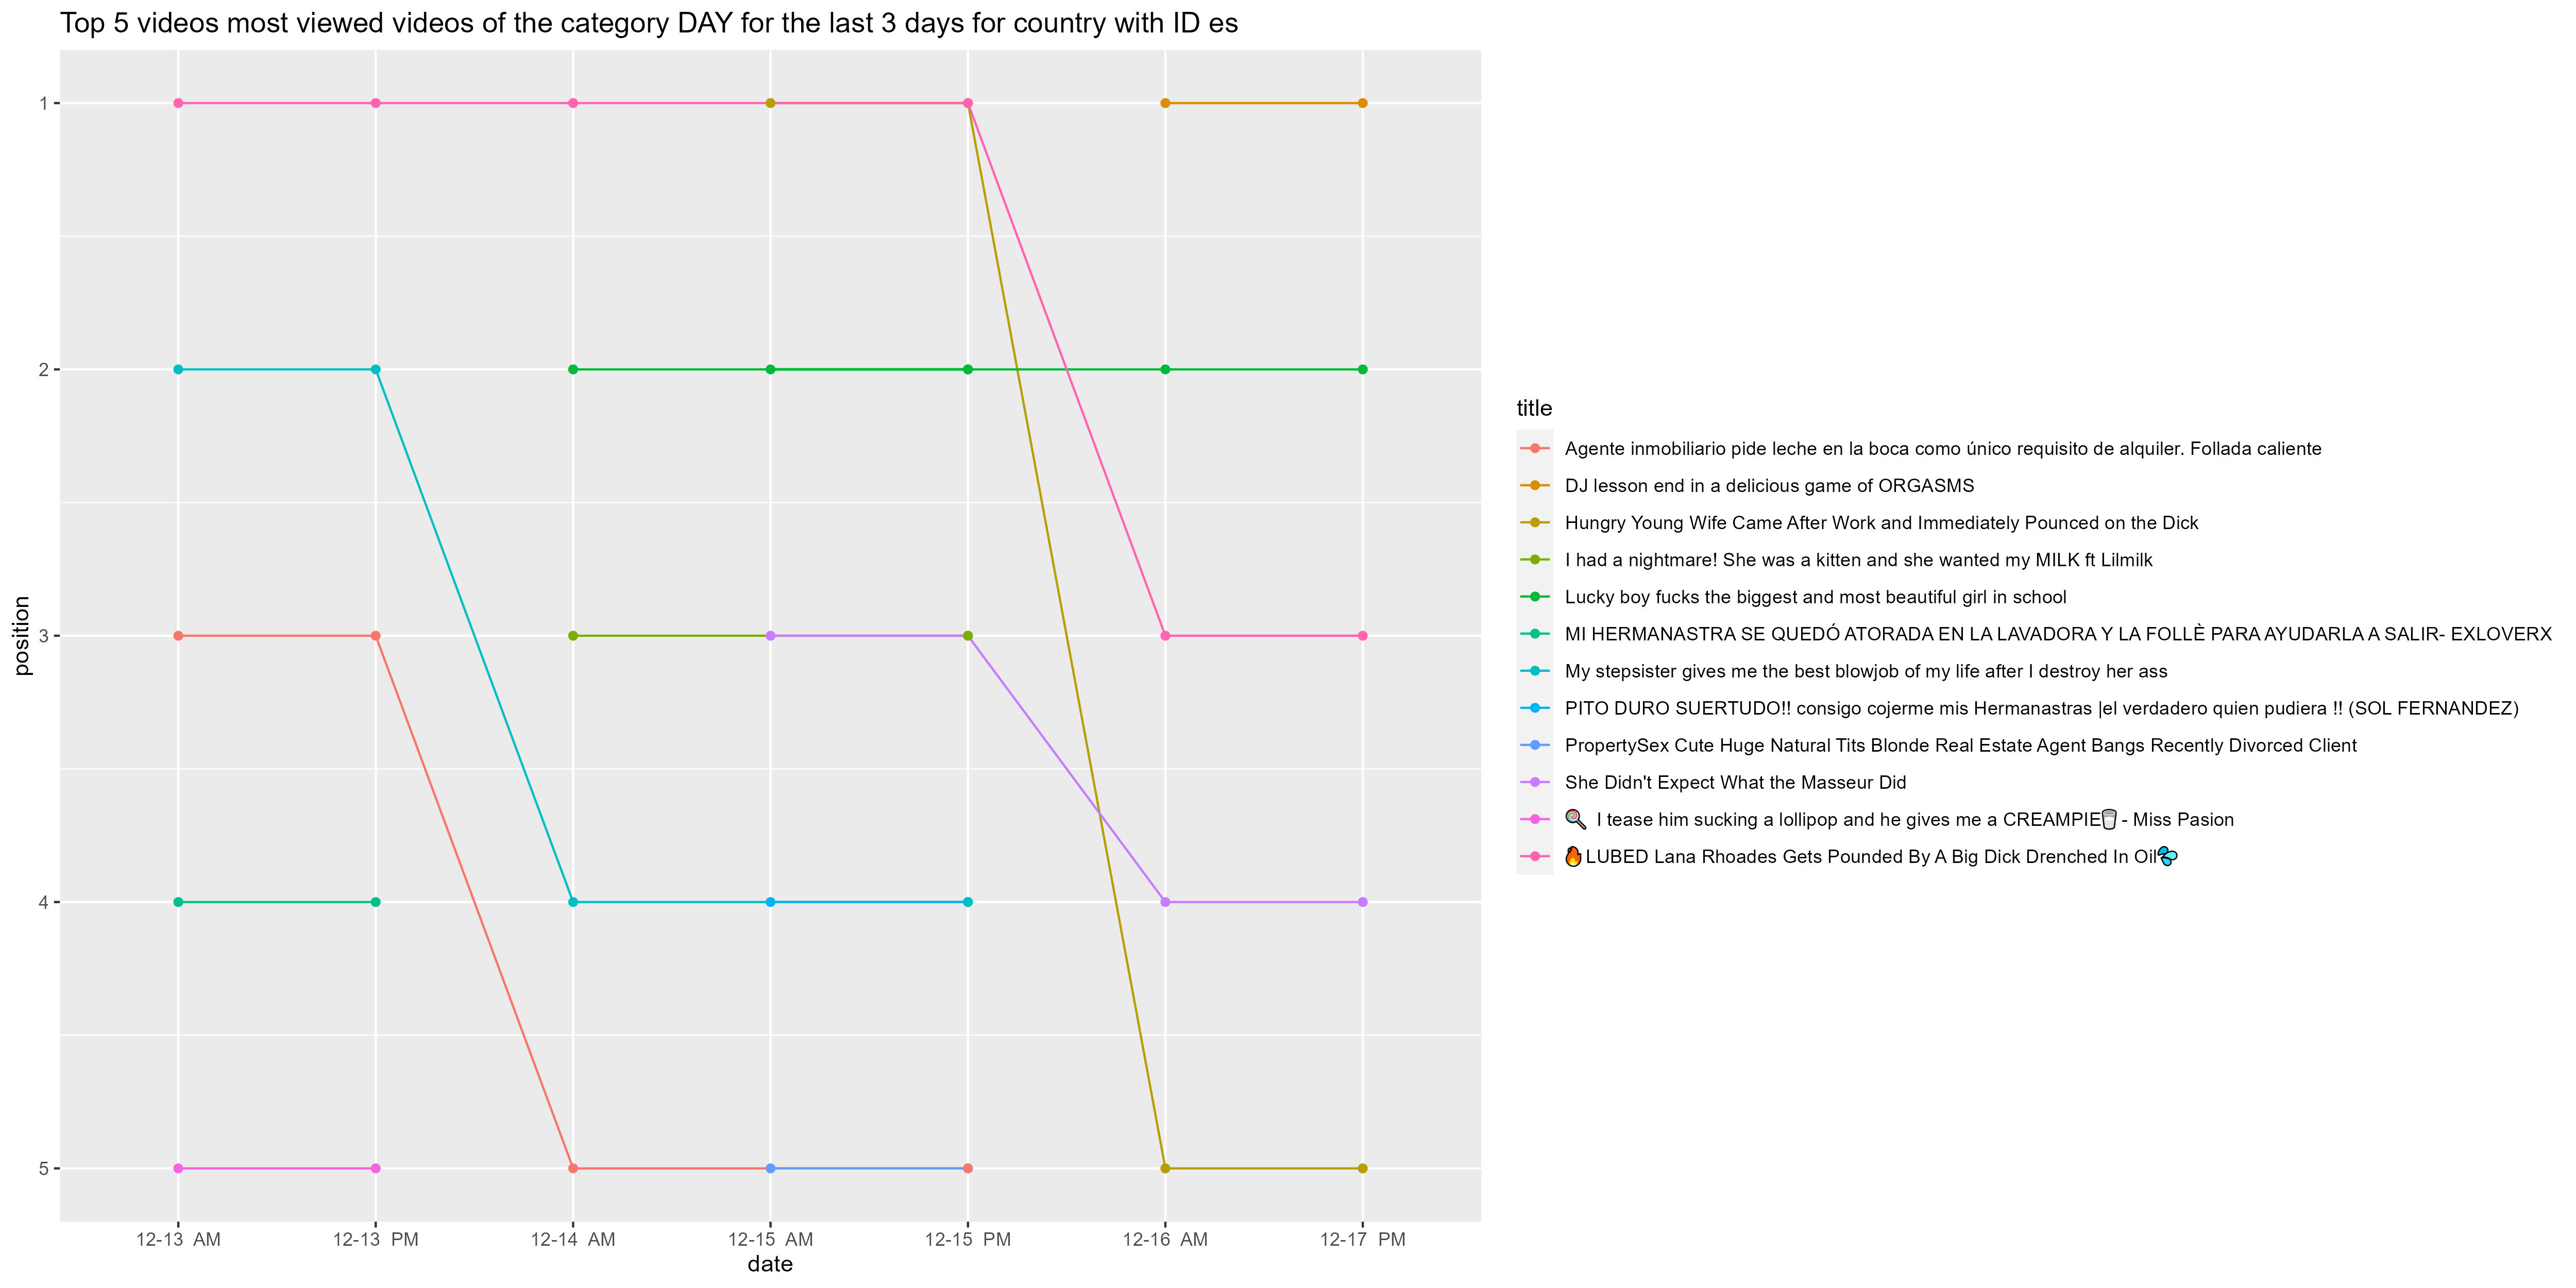 Top 5 videos most viewed videos of the category DAY for the last 3 days for country with ID es
position
1
2
3
4
5
12-13 AM
12-13 PM
12-14 AM
12-15 AM
12-15 PM
12-16 AM
12-17 PM
date
title
Agente inmobiliario pide leche en la boca como único requisito de alquiler. Follada caliente
DJ lesson end in a delicious game of ORGASMS
Hungry Young Wife Came After Work and Immediately Pounced on the Dick
I had a nightmare! She was a kitten and she wanted my MILK ft Lilmilk
Lucky boy fucks the biggest and most beautiful girl in school
MI HERMANASTRA SE QUEDÓ ATORADA EN LA LAVADORA Y LA FOLLÈ PARA AYUDARLA A SALIR- EXLOVERX
My stepsister gives me the best blowjob of my life after I destroy her ass
PITO DURO SUERTUDO!! consigo cojerme mis Hermanastras |el verdadero quien pudiera !! (SOL FERNANDEZ)
PropertySex Cute Huge Natural Tits Blonde Real Estate Agent Bangs Recently Divorced Client
She Didn't Expect What the Masseur Did
🍭 I tease him sucking a lollipop and he gives me a CREAMPIE🥛- Miss Pasion
🔥LUBED Lana Rhoades Gets Pounded By A Big Dick Drenched In Oil💦